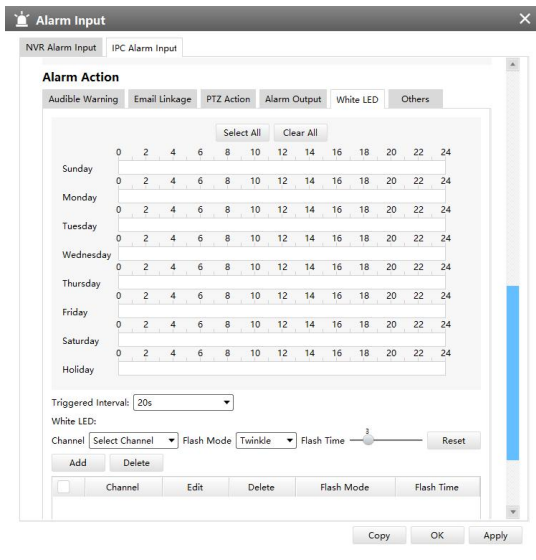 Alarm Input
NVR Alarm Input IPC Alarm Input
Alarm Action
Audible Warning Email Linkage PTZ Action Alarm Output White LED Others
Select All Clear All
0 2 4 6 8 10 12 14 16 18 20 22 24
Sunday
0 2 4 6 8 10 12 14 16 18 20 22 24
Monday
0 2 4 6 8 10 12 14 16 18 20 22 24
Tuesday
0 2 4 6 8 10 12 14 16 18 20 22 24
Wednesday
0 2 4 6 8 10 12 14 16 18 20 22 24
Thursday
0 2 4 6 8 10 12 14 16 18 20 22 24
Friday
0 2 4 6 8 10 12 14 16 18 20 22 24
Saturday
0 2 4 6 8 10 12 14 16 18 20 22 24
Holiday
Triggered Interval: 20s
White LED:
3
Channel Select Channel Flash Mode Twinkle Flash Time Reset
Add Delete
Channel Edit Delete Flash Mode Flash Time
Copy OK Apply